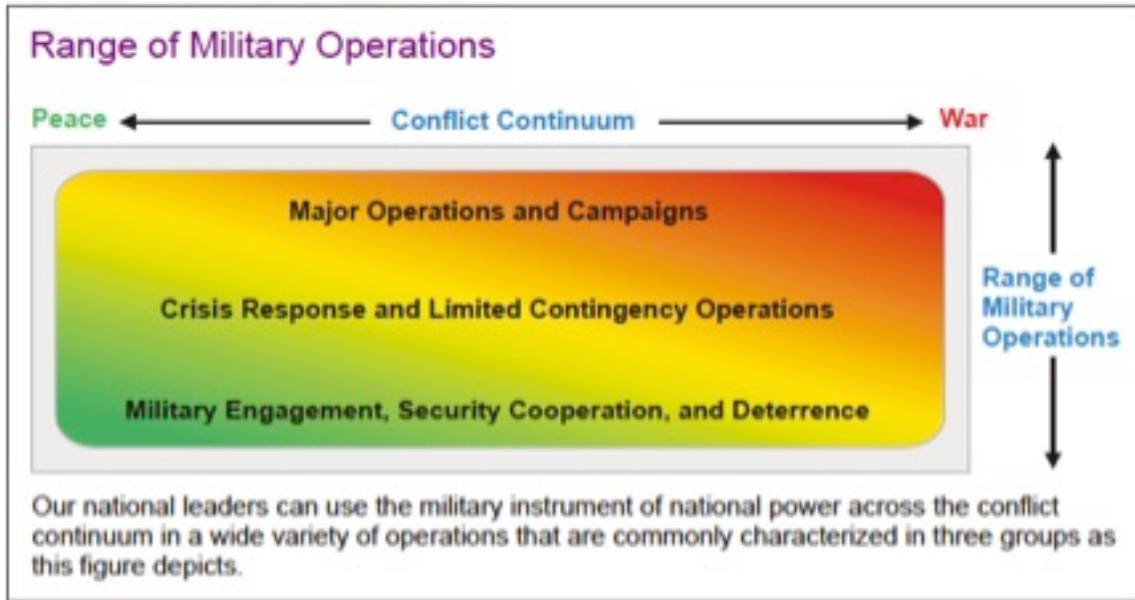 Range of Military Operations
Peace Conflict Continuum War
Major Operations and Campaigns
Crisis Response and Limited Contingency Operations
Range of
Military
Operations
Military Engagement, Security Cooperation, and Deterrence
Our national leaders can use the military instrument of national power across the conflict
continuum in a wide variety of operations that are commonly characterized in three groups as
this figure depicts.